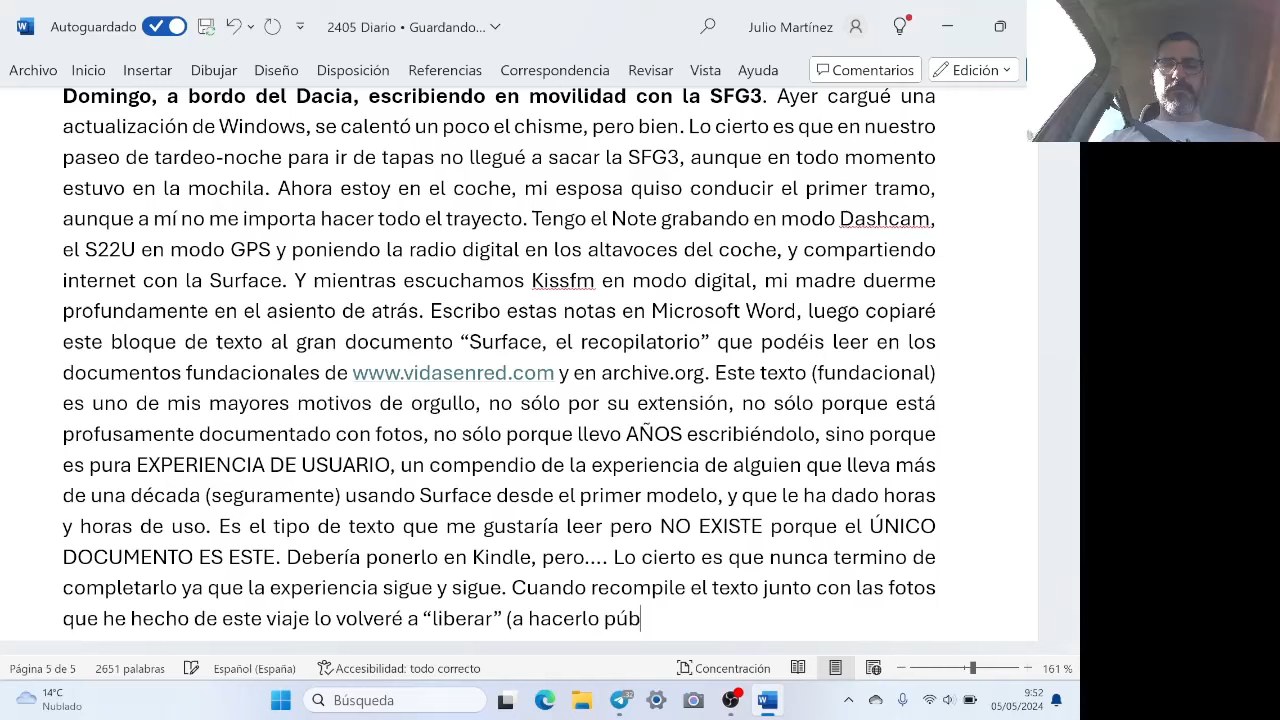 Autoguardado
2405 Diario • Guardando...
Julio Martínez
Archivo Inicio Insertar Dibujar Diseño Disposición Referencias Correspondencia Revisar Vista Ayuda Comentarios Edición
Domingo, a bordo del Dacia, escribiendo en movilidad con la SFG3. Ayer cargué una
actualización de Windows, se calentó un poco el chisme, pero bien. Lo cierto es que en nuestro
paseo de tardeo-noche para ir de tapas no llegué a sacar la SFG3, aunque en todo momento
estuvo en la mochila. Ahora estoy en el coche, mi esposa quiso conducir el primer tramo,
aunque a mí no me importa hacer todo el trayecto. Tengo el Note grabando en modo Dashcam,
el S22U en modo GPS y poniendo la radio digital en los altavoces del coche, y compartiendo
internet con la Surface. Y mientras escuchamos Kissfm en modo digital, mi madre duerme
profundamente en el asiento de atrás. Escribo estas notas en Microsoft Word, luego copiaré
este bloque de texto al gran documento “Surface, el recopilatorio” que podéis leer en los
documentos fundacionales de www.vidasenred.com y en archive.org. Este texto (fundacional)
es uno de mis mayores motivos de orgullo, no sólo por su extensión, no sólo porque está
profusamente documentado con fotos, no sólo porque llevo AÑOS escribiéndolo, sino porque
es pura EXPERIENCIA DE USUARIO, un compendio de la experiencia de alguien que lleva más
de una década (seguramente) usando Surface desde el primer modelo, y que le ha dado horas
y horas de uso. Es el tipo de texto que me gustaría leer pero NO EXISTE porque el ÚNICO
DOCUMENTO ES ESTE. Debería ponerlo en Kindle, pero.... Lo cierto es que nunca termino de
completarlo ya que la experiencia sigue y sigue. Cuando recompile el texto junto con las fotos
que he hecho de este viaje lo volveré a “liberar” (a hacerlo púb
Página 5 de 5 2651 palabras Español (España) Accesibilidad: todo correcto Concentración 161 %
14°C
Nublado
Búsqueda
9:52
05/05/2024